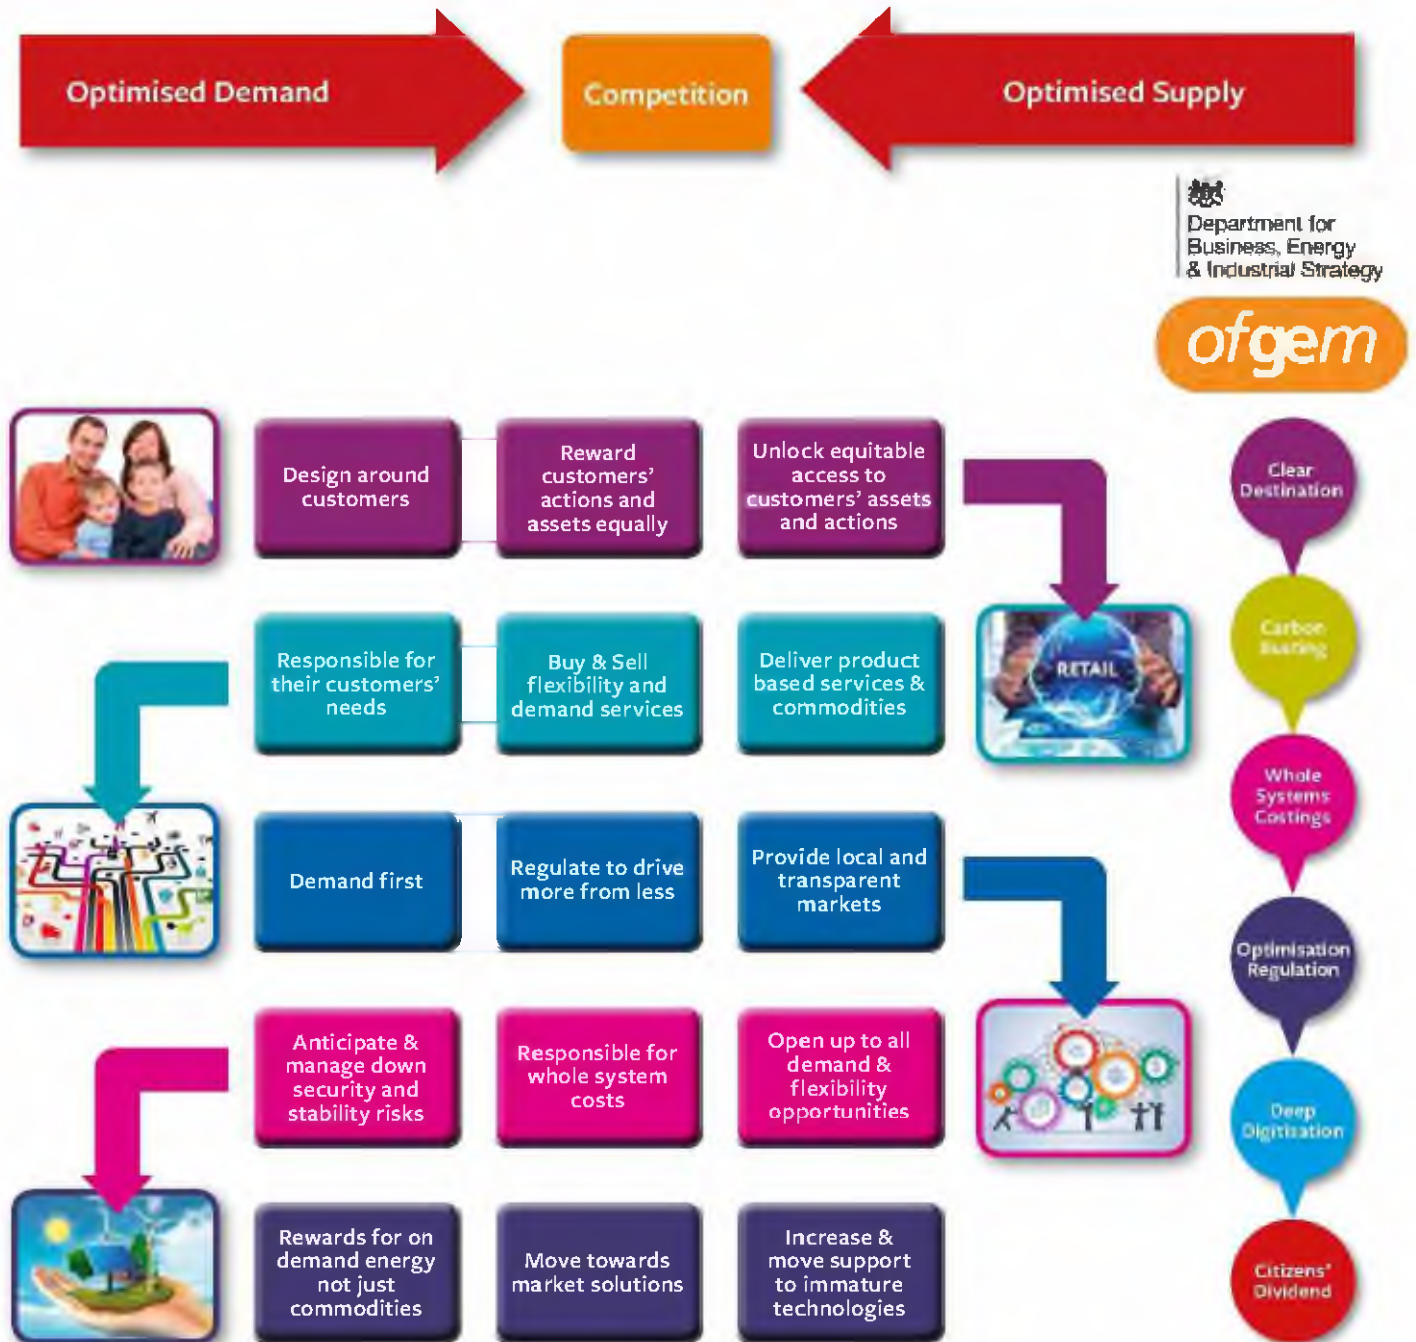 Optimised Demand
Competition
Optimised Supply
Department for
Business, Energy
& Industrial Strategy
ofgem
Design around
customers
Reward
customers'
actions and
assets equally
Unlock equitable
access to
customers' assets
and actions
Clear
Destination
Responsible for
their customers'
needs
Buy & Sell
flexibility and
demand services
Deliver product
based services &
commodities
RETAIL
Carbon
Busting
Demand first
Regulate to drive
more from less
Provide local and
transparent
markets
Whole
Systems
Costings
Optimisation
Regulation
Anticipate &
manage down
security and
stability risks
Responsible for
whole system
costs
Open up to all
demand &
flexibility
opportunities
Deep
Digitisation
Rewards for on
demand energy
not just
commodities
Move towards
market solutions
Increase &
move support
to immature
technologies
Citizens'
Dividend